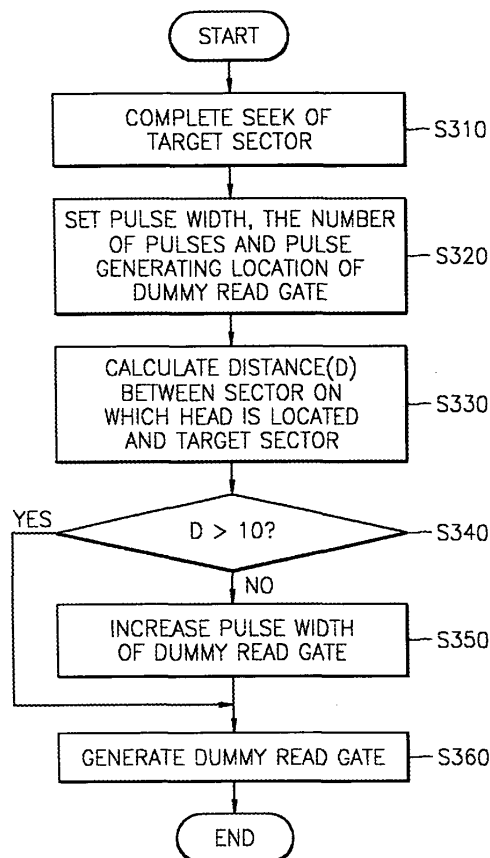 START
COMPLETE SEEK OF
TARGET SECTOR
S310
SET PULSE WIDTH, THE NUMBER
OF PULSES AND PULSE
GENERATING LOCATION OF
DUMMY READ GATE
S320
CALCULATE DISTANCE(D)
BETWEEN SECTOR ON
WHICH HEAD IS LOCATED
AND TARGET SECTOR
S330
YES
D > 10?
S340
NO
INCREASE PULSE WIDTH
OF DUMMY READ GATE
S350
GENERATE DUMMY READ GATE
S360
END